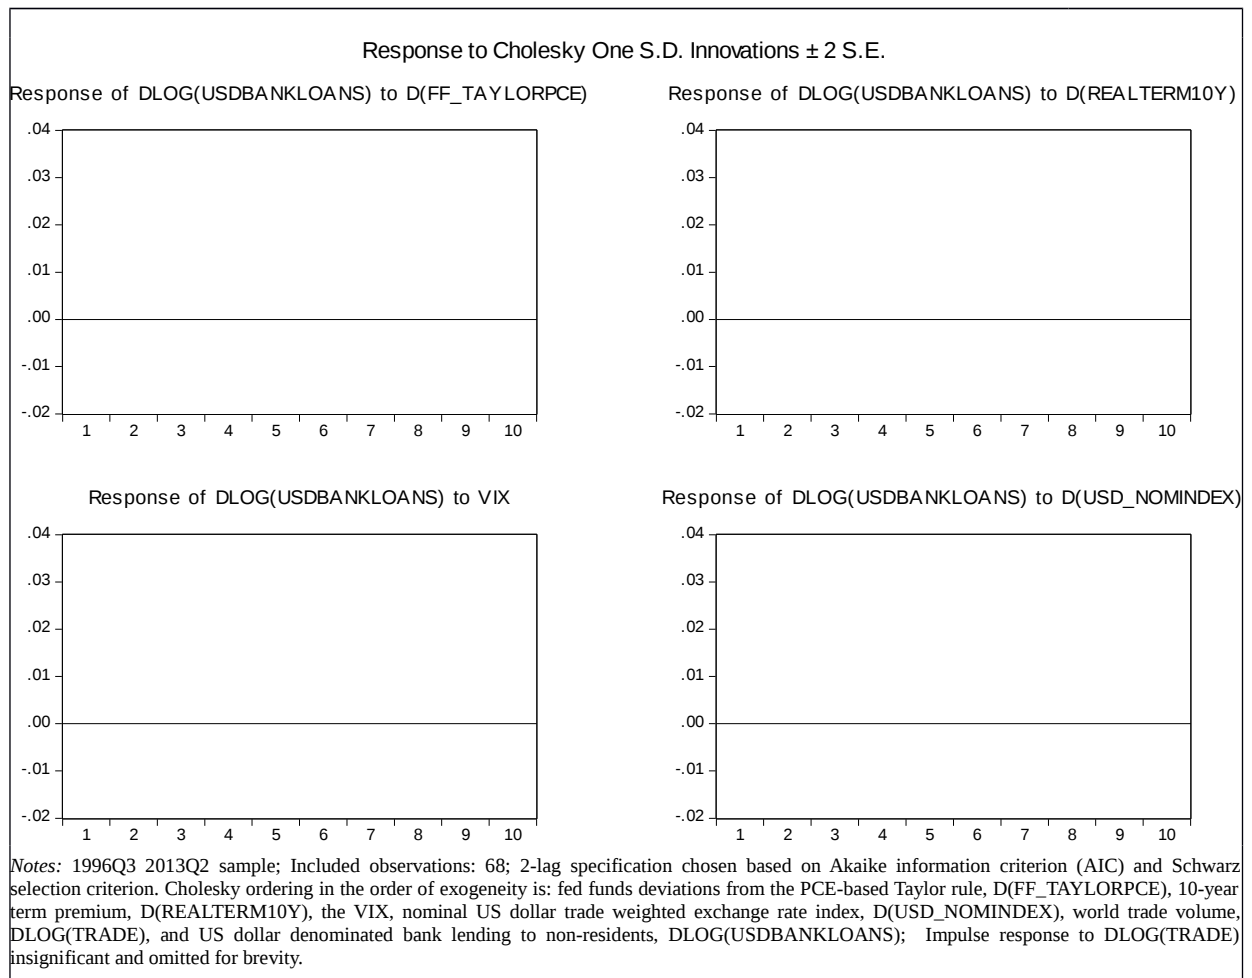 Response to Cholesky One S.D. Innovations ± 2 S.E.
Response of DLOG(USDBANKLOANS) to D(FF_TAYLORPCE)
.04
.03
.02
.01
.00
-.01
-.02
1 2 3 4 5 6 7 8 9 10
Response of DLOG(USDBANKLOANS) to D(REALTERM10Y)
.04
.03
.02
.01
.00
-.01
-.02
1 2 3 4 5 6 7 8 9 10
Response of DLOG(USDBANKLOANS) to VIX
.04
.03
.02
.01
.00
-.01
-.02
1 2 3 4 5 6 7 8 9 10
Response of DLOG(USDBANKLOANS) to D(USD_NOMINDEX)
.04
.03
.02
.01
.00
-.01
-.02
1 2 3 4 5 6 7 8 9 10
Notes: 1996Q3 2013Q2 sample; Included observations: 68; 2-lag specification chosen based on Akaike information criterion (AIC) and Schwarz
selection criterion. Cholesky ordering in the order of exogeneity is: fed funds deviations from the PCE-based Taylor rule, D(FF_TAYLORPCE), 10-year
term premium, D(REALTERM10Y), the VIX, nominal US dollar trade weighted exchange rate index, D(USD_NOMINDEX), world trade volume,
DLOG(TRADE), and US dollar denominated bank lending to non-residents, DLOG(USDBANKLOANS); Impulse response to DLOG(TRADE)
insignificant and omitted for brevity.